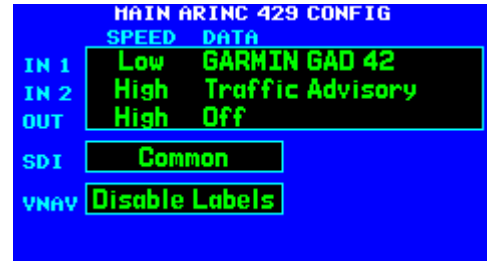 MAIN ARINC 429 CONFIG
SPEED DATA
IN 1 Low GARMIN GAD 42
IN 2 High Traffic Advisory
OUT High Off
SDI Common
VNAV Disable Labels